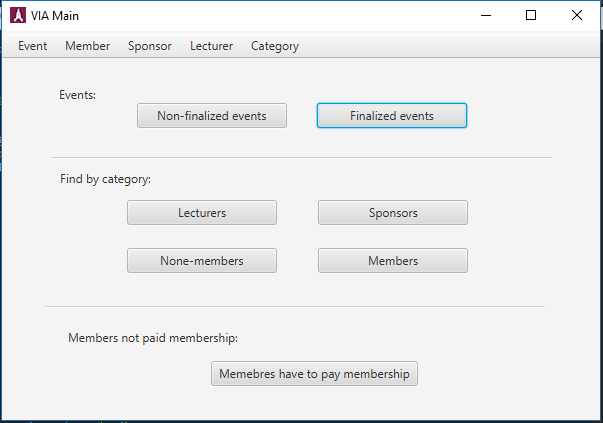 VIA Main
Event Member Sponsor Lecturer Category
Events:
Non-finalized events Finalized events
Find by category:
Lecturers Sponsors
None-members Members
Members not paid membership:
Memebres have to pay membership